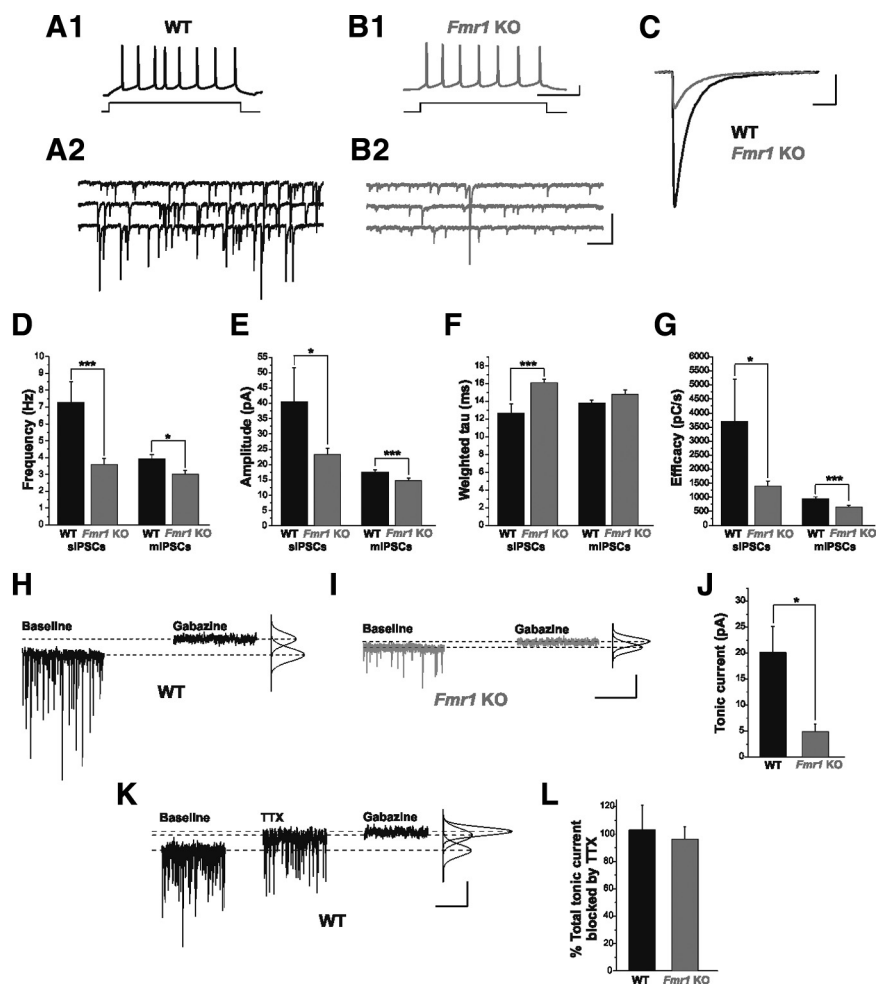 A1
WT
B1
Fmr1 KO
C
WT
Fmr1 KO
A2
B2
D
Frequency (Hz)
10
9
8
7
6
5
4
3
2
1
0
***
*
WT Fmr1 KO WT Fmr1 KO
sIPSCs mIPSCs
E
Amplitude (pA)
55
50
45
40
35
30
25
20
15
10
5
0
*
***
WT Fmr1 KO WT Fmr1 KO
sIPSCs mIPSCs
F
Weighted tau (ms)
20
18
16
14
12
10
8
6
4
2
0
***
WT Fmr1 KO WT Fmr1 KO
sIPSCs mIPSCs
G
Efficacy (pC/s)
6000
5500
5000
4500
4000
3500
3000
2500
2000
1500
1000
500
0
*
***
WT Fmr1 KO WT Fmr1 KO
sIPSCs mIPSCs
H
Baseline
Gabazine
WT
I
Baseline
Gabazine
Fmr1 KO
J
Tonic current (pA)
30
25
20
15
10
5
0
*
WT Fmr1 KO
K
Baseline
TTX
Gabazine
WT
L
% Total tonic current
blocked by TTX
120
100
80
60
40
20
0
WT Fmr1 KO